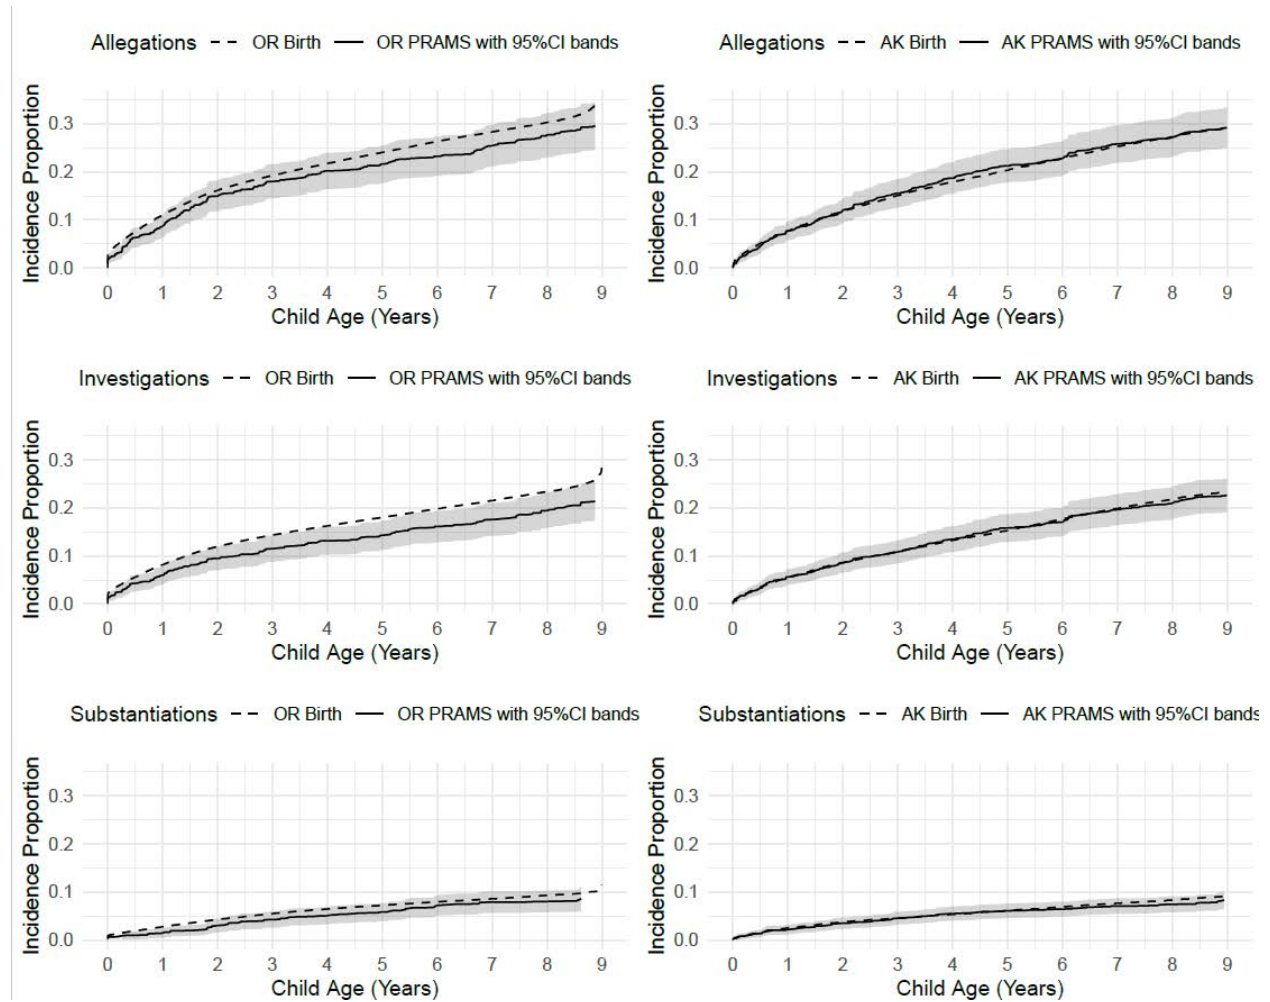 Allegations OR Birth OR PRAMS with 95%CI bands
Incidence Proportion
0.3
0.2
0.1
0.0
0 1 2 3 4 5 6 7 8 9
Child Age (Years)
Allegations AK Birth AK PRAMS with 95%CI bands
Incidence Proportion
0.3
0.2
0.1
0.0
0 1 2 3 4 5 6 7 8 9
Child Age (Years)
Investigations OR Birth OR PRAMS with 95%CI bands
Incidence Proportion
0.3
0.2
0.1
0.0
0 1 2 3 4 5 6 7 8 9
Child Age (Years)
Investigations AK Birth AK PRAMS with 95%CI bands
Incidence Proportion
0.3
0.2
0.1
0.0
0 1 2 3 4 5 6 7 8 9
Child Age (Years)
Substantiations OR Birth OR PRAMS with 95%CI bands
Incidence Proportion
0.3
0.2
0.1
0.0
0 1 2 3 4 5 6 7 8 9
Child Age (Years)
Substantiations AK Birth AK PRAMS with 95%CI bands
Incidence Proportion
0.3
0.2
0.1
0.0
0 1 2 3 4 5 6 7 8 9
Child Age (Years)